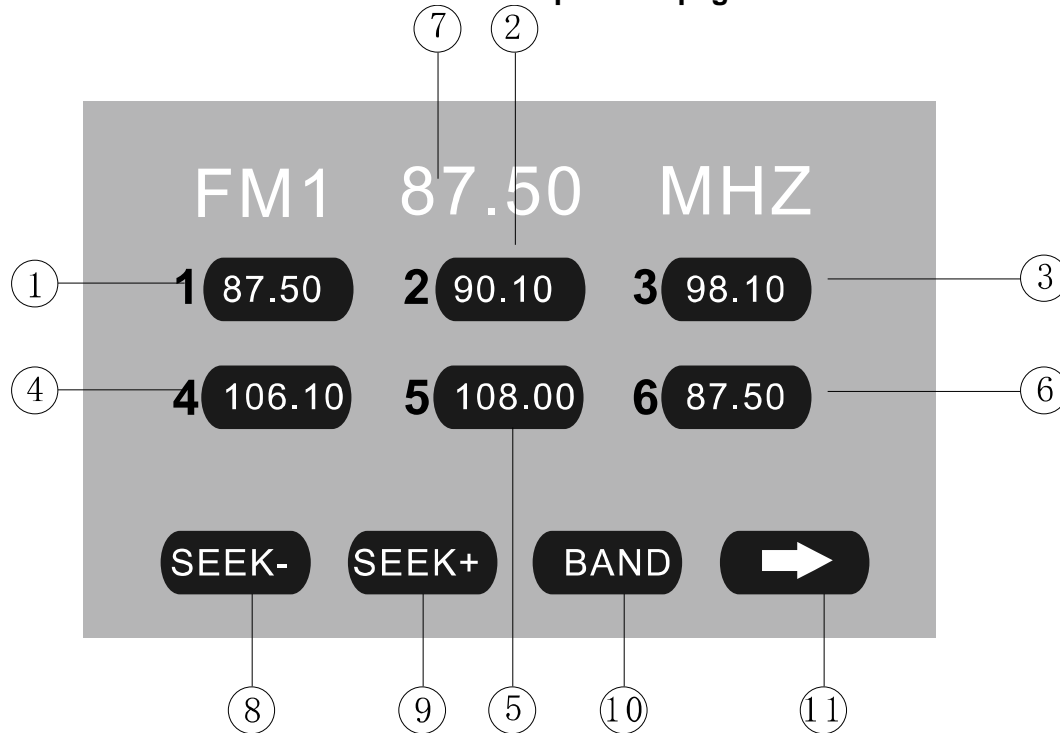 ⑦ ②
FM1 87.50 MHZ
① 1 87.50 2 90.10 3 98.10 ③
④ 4 106.10 5 108.00 6 87.50 ⑥
SEEK- SEEK+ BAND
⑧ ⑨ ⑤ ⑩ ⑪